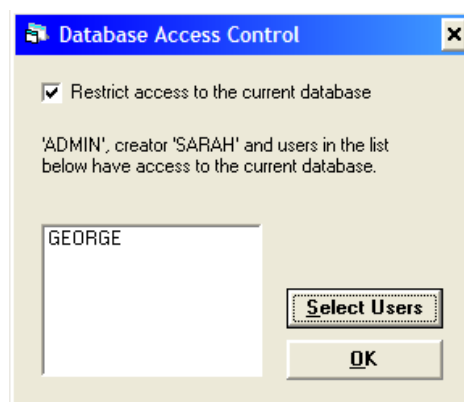 Database Access Control
Restrict access to the current database
'ADMIN', creator 'SARAH' and users in the list
below have access to the current database.
GEORGE
Select Users
OK